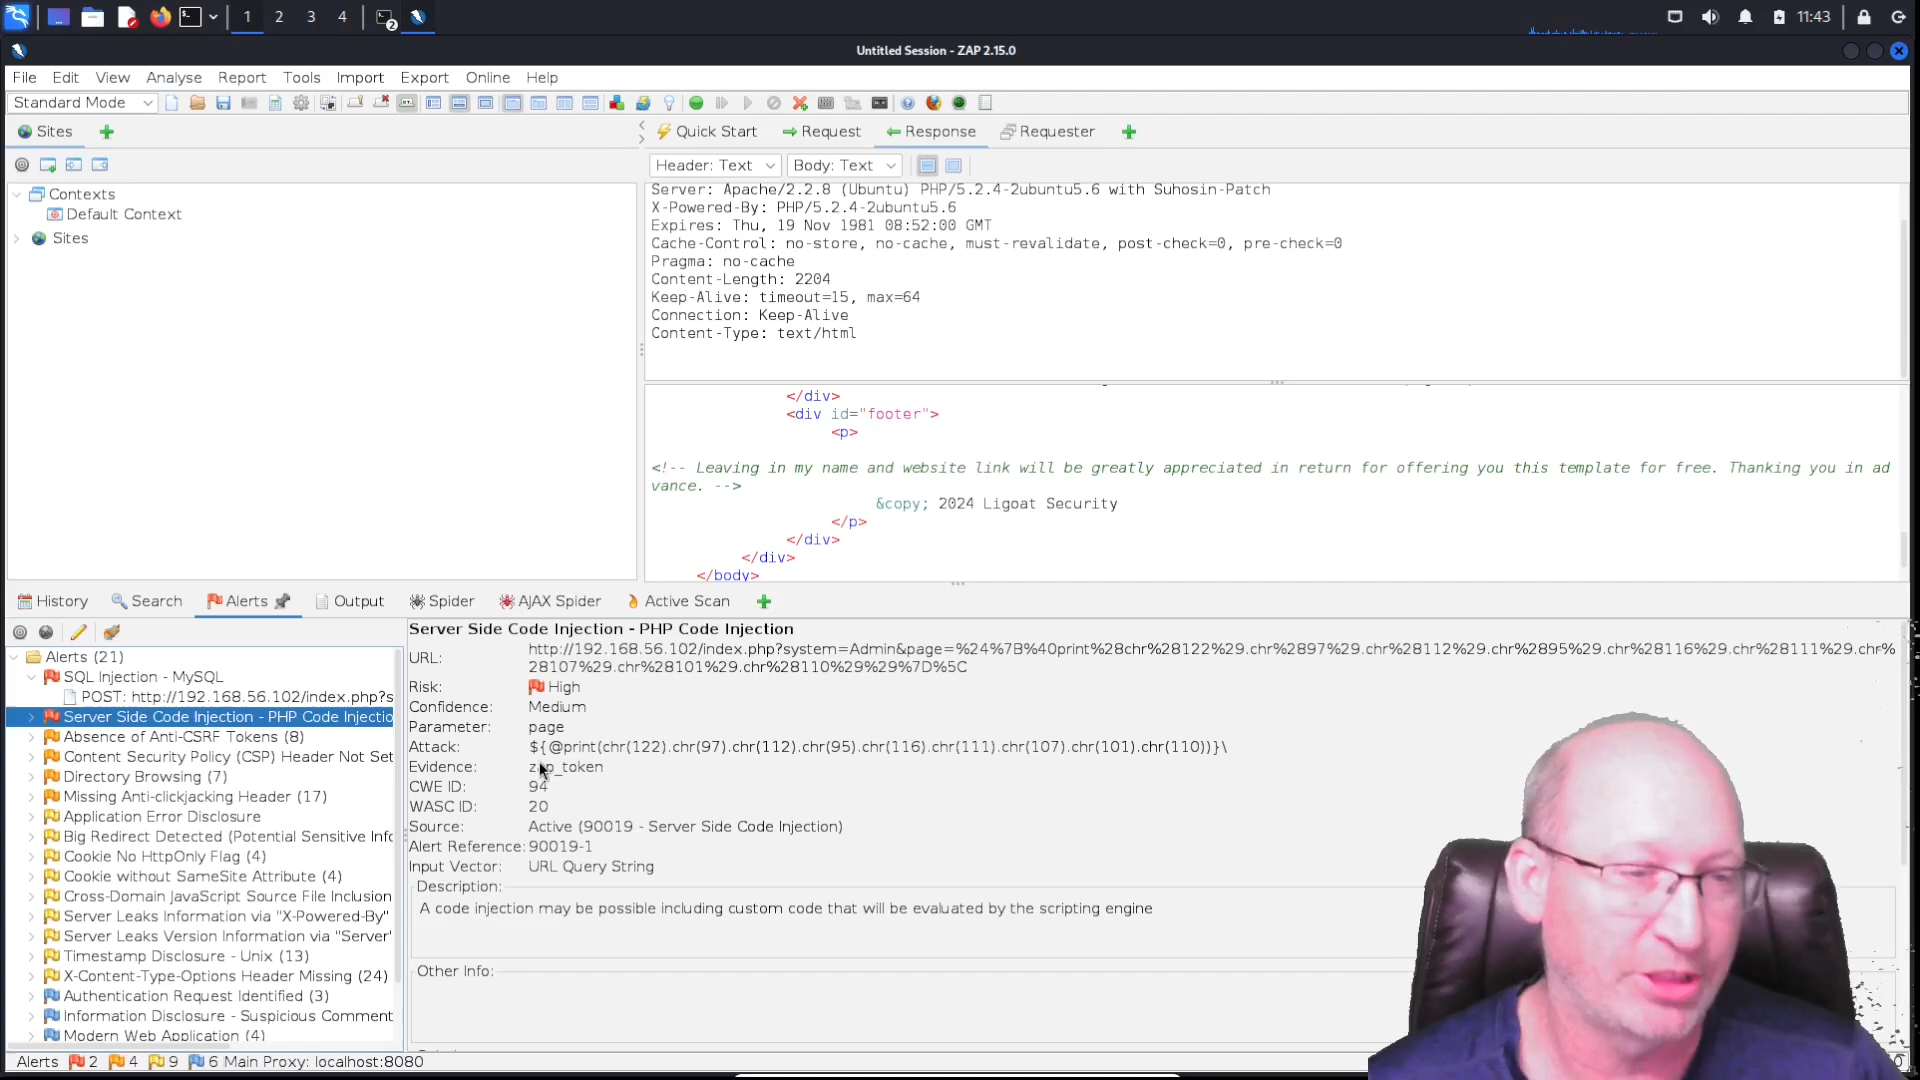 1 2 3 4 2 11:43
Untitled Session - ZAP 2.15.0
File Edit View Analyse Report Tools Import Export Online Help
Standard Mode
Sites
Quick Start Request Response Requester
Header: Text Body: Text
Contexts
Default Context
Sites
Server: Apache/2.2.8 (Ubuntu) PHP/5.2.4-2ubuntu5.6 with Suhosin-Patch
X-Powered-By: PHP/5.2.4-2ubuntu5.6
Expires: Thu, 19 Nov 1981 08:52:00 GMT
Cache-Control: no-store, no-cache, must-revalidate, post-check=0, pre-check=0
Pragma: no-cache
Content-Length: 2204
Keep-Alive: timeout=15, max=64
Connection: Keep-Alive
Content-Type: text/html
</div>
<div id="footer">
<p>
<!-- Leaving in my name and website link will be greatly appreciated in return for offering you this template for free. Thanking you in ad
vance. -->
&copy; 2024 Ligoat Security
</p>
</div>
</div>
</body>
History Search Alerts Output Spider AJAX Spider Active Scan
Alerts (21)
SQL Injection - MySQL
POST: http://192.168.56.102/index.php?s
Server Side Code Injection - PHP Code Injectio
Absence of Anti-CSRF Tokens (8)
Content Security Policy (CSP) Header Not Set
Directory Browsing (7)
Missing Anti-clickjacking Header (17)
Application Error Disclosure
Big Redirect Detected (Potential Sensitive Info
Cookie No HttpOnly Flag (4)
Cookie without SameSite Attribute (4)
Cross-Domain JavaScript Source File Inclusion
Server Leaks Information via "X-Powered-By"
Server Leaks Version Information via "Server"
Timestamp Disclosure - Unix (13)
X-Content-Type-Options Header Missing (24)
Authentication Request Identified (3)
Information Disclosure - Suspicious Comment
Modern Web Application (4)
Server Side Code Injection - PHP Code Injection
URL: http://192.168.56.102/index.php?system=Admin&page=%24%7B%40print%28chr%28122%29.chr%2897%29.chr%28112%29.chr%2895%29.chr%28116%29.chr%28111%29.chr%
28107%29.chr%28101%29.chr%28110%29%29%7D%5C
Risk: High
Confidence: Medium
Parameter: page
Attack: ${@print(chr(122).chr(97).chr(112).chr(95).chr(116).chr(111).chr(107).chr(101).chr(110))}\
Evidence: zap_token
CWE ID: 94
WASC ID: 20
Source: Active (90019 - Server Side Code Injection)
Alert Reference: 90019-1
Input Vector: URL Query String
Description:
A code injection may be possible including custom code that will be evaluated by the scripting engine
Other Info:
Alerts 2 4 9 6 Main Proxy: localhost:8080